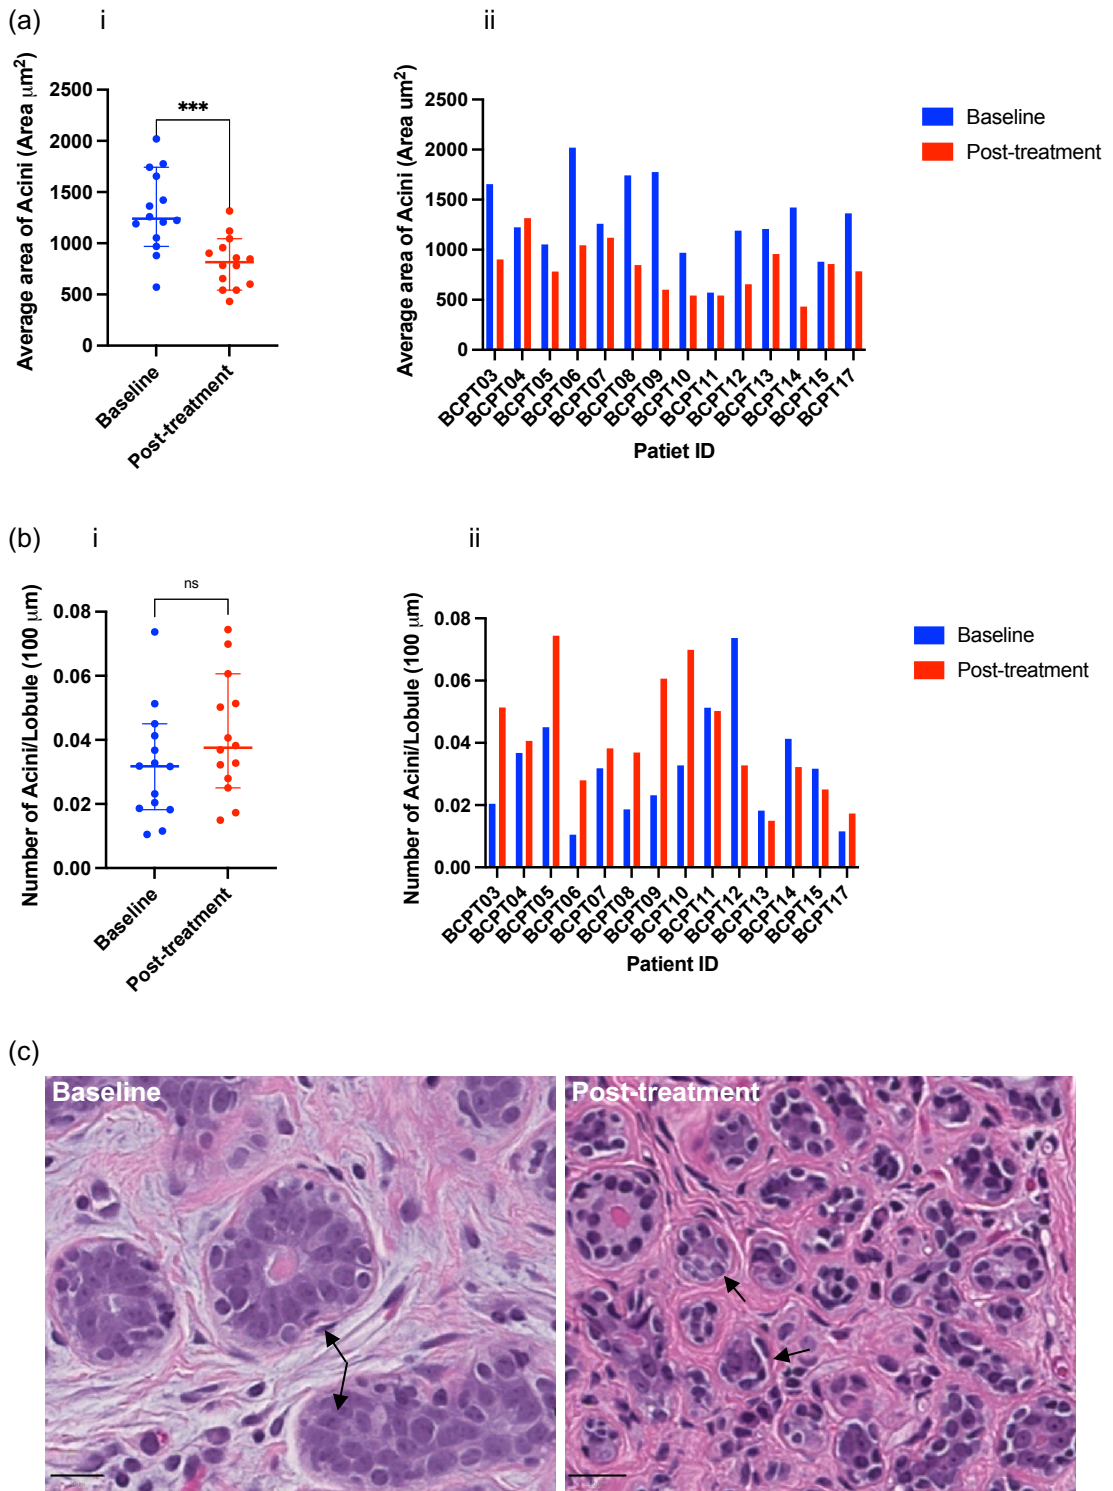 (a)
i
ii
Average area of Acini (Area μm²)
2500
2000
1500
1000
500
0
***
Baseline
Post-treatment
Average area of Acini (Area um²)
2500
2000
1500
1000
500
0
BCPT03
BCPT04
BCPT05
BCPT06
BCPT07
BCPT08
BCPT09
BCPT10
BCPT11
BCPT12
BCPT13
BCPT14
BCPT15
BCPT17
Patiet ID
Baseline
Post-treatment
(b)
i
ii
Number of Acini/Lobule (100 μm)
0.08
0.06
0.04
0.02
0.00
ns
Baseline
Post-treatment
Number of Acini/Lobule (100 μm)
0.08
0.06
0.04
0.02
0.00
BCPT03
BCPT04
BCPT05
BCPT06
BCPT07
BCPT08
BCPT09
BCPT10
BCPT11
BCPT12
BCPT13
BCPT14
BCPT15
BCPT17
Patient ID
Baseline
Post-treatment
(c)
Baseline
Post-treatment